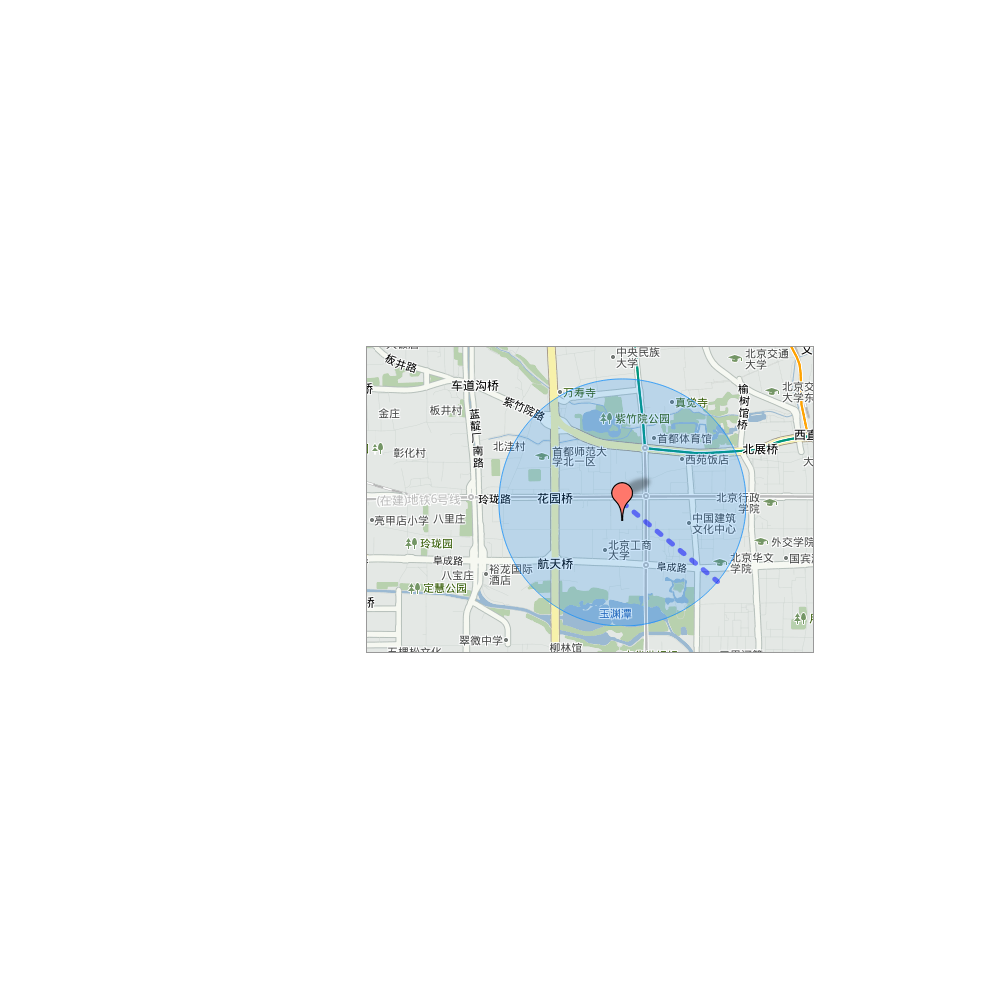 中央民族
大学
北京交通
大学
板井路
车道沟桥
万寿寺
榆树馆桥
北京交
大学东
紫竹院路
真觉寺
金庄
板井村
蓝靛厂南路
紫竹院公园
首都体育馆
西直
北洼村
首都师范大
学北一区
北展桥
彰化村
西苑饭店
大
(在建)地铁6号线
玲珑路
花园桥
北京行政
学院
亮甲店小学
八里庄
中国建筑
文化中心
玲珑园
北京工商
大学
外交学院
阜成路
航天桥
阜成路
北京华文
学院
国宾
八宝庄
裕龙国际
酒店
定慧公园
桥
玉渊潭
翠微中学
柳林馆